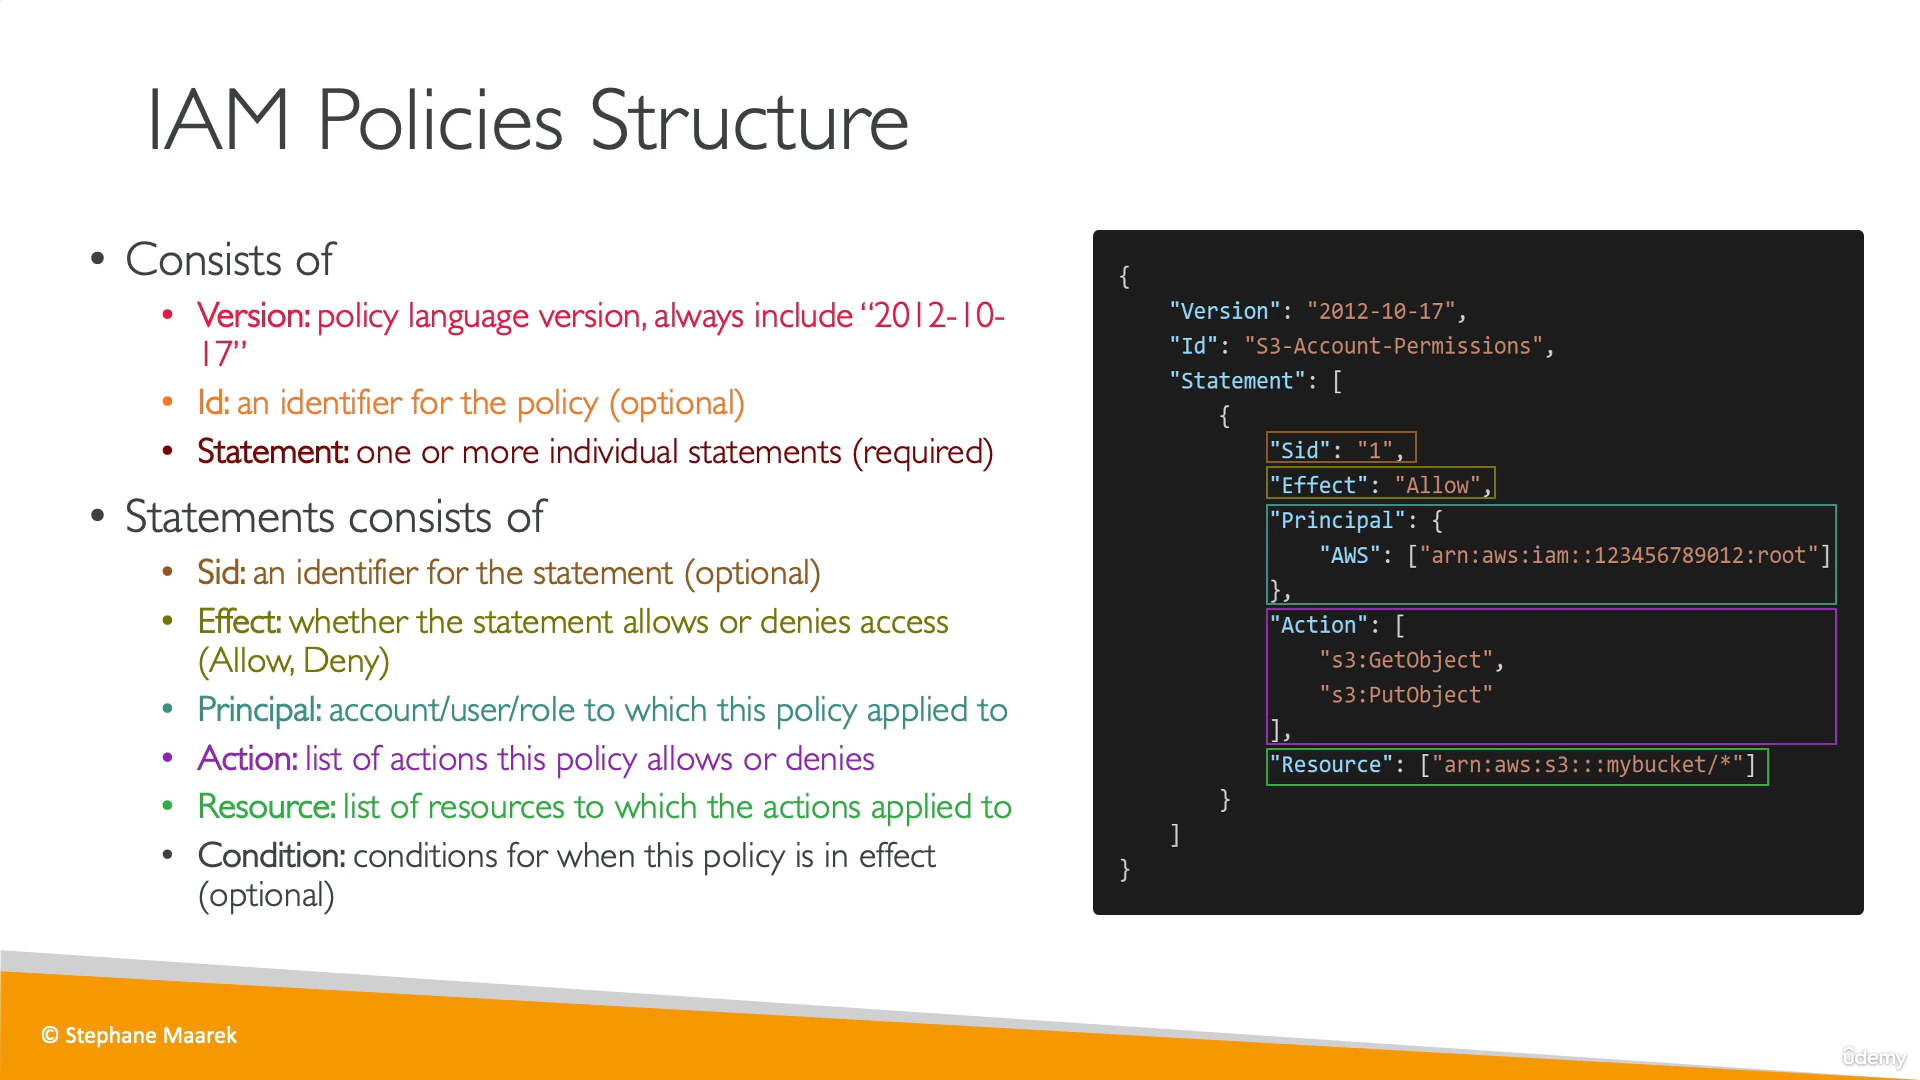 IAM Policies Structure
• Consists of
• Version: policy language version, always include “2012-10-
17”
• Id: an identifier for the policy (optional)
• Statement: one or more individual statements (required)
• Statements consists of
• Sid: an identifier for the statement (optional)
• Effect: whether the statement allows or denies access
(Allow, Deny)
• Principal: account/user/role to which this policy applied to
• Action: list of actions this policy allows or denies
• Resource: list of resources to which the actions applied to
• Condition: conditions for when this policy is in effect
(optional)
{
    "Version": "2012-10-17",
    "Id": "S3-Account-Permissions",
    "Statement": [
        {
            "Sid": "1",
            "Effect": "Allow",
            "Principal": {
                "AWS": ["arn:aws:iam::123456789012:root"]
            },
            "Action": [
                "s3:GetObject",
                "s3:PutObject"
            ],
            "Resource": ["arn:aws:s3:::mybucket/*"]
        }
    ]
}
© Stephane Maarek
ûdemy